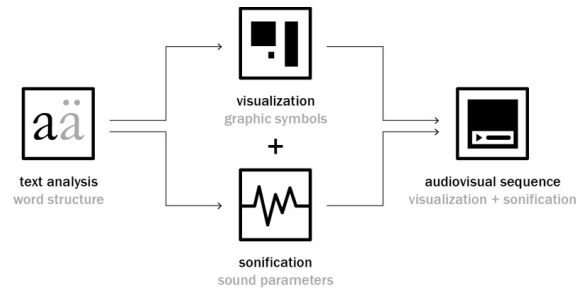 aä
text analysis
word structure
visualization
graphic symbols
+
sonification
sound parameters
audiovisual sequence
visualization + sonification